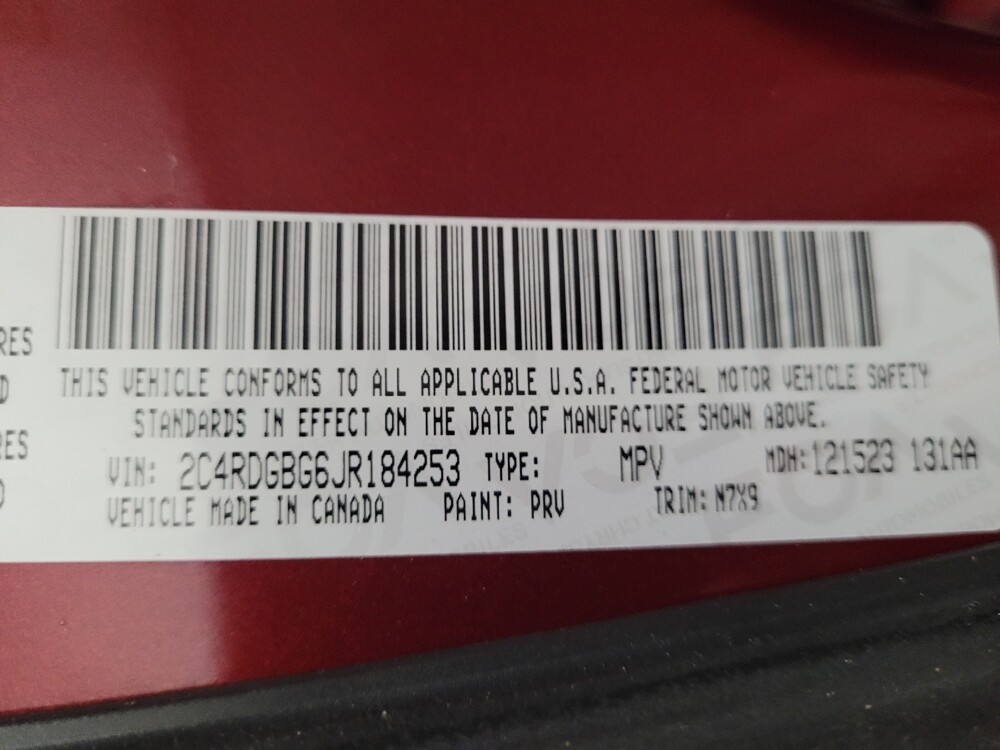 RES
THIS VEHICLE CONFORMS TO ALL APPLICABLE U.S.A. FEDERAL MOTOR VEHICLE SAFETY
D
STANDARDS IN EFFECT ON THE DATE OF MANUFACTURE SHOWN ABOVE.
RES
VIN: 2C4RDGBG6JR184253 TYPE: MPV MDH:121523 131AA
D
VEHICLE MADE IN CANADA PAINT: PRV TRIM: N7X9